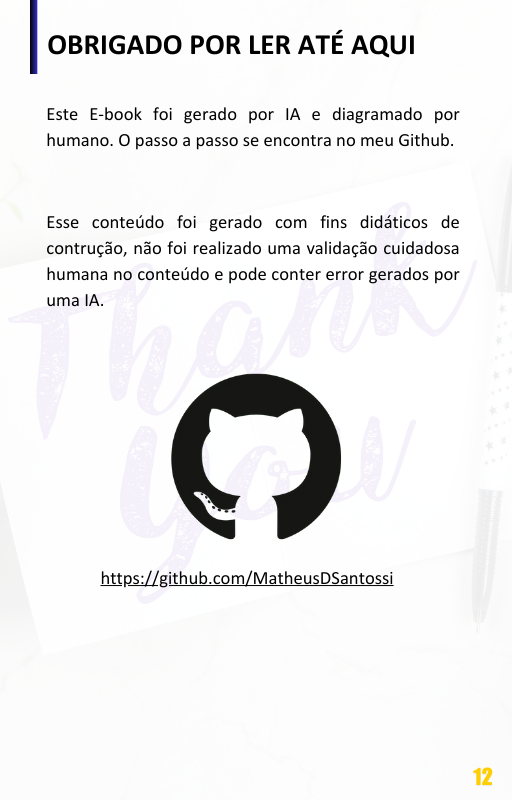 OBRIGADO POR LER ATÉ AQUI
Este E-book foi gerado por IA e diagramado por
humano. O passo a passo se encontra no meu Github.
Esse conteúdo foi gerado com fins didáticos de
contrução, não foi realizado uma validação cuidadosa
humana no conteúdo e pode conter error gerados por
uma IA.
Thank
You
https://github.com/MatheusDSantossi
12